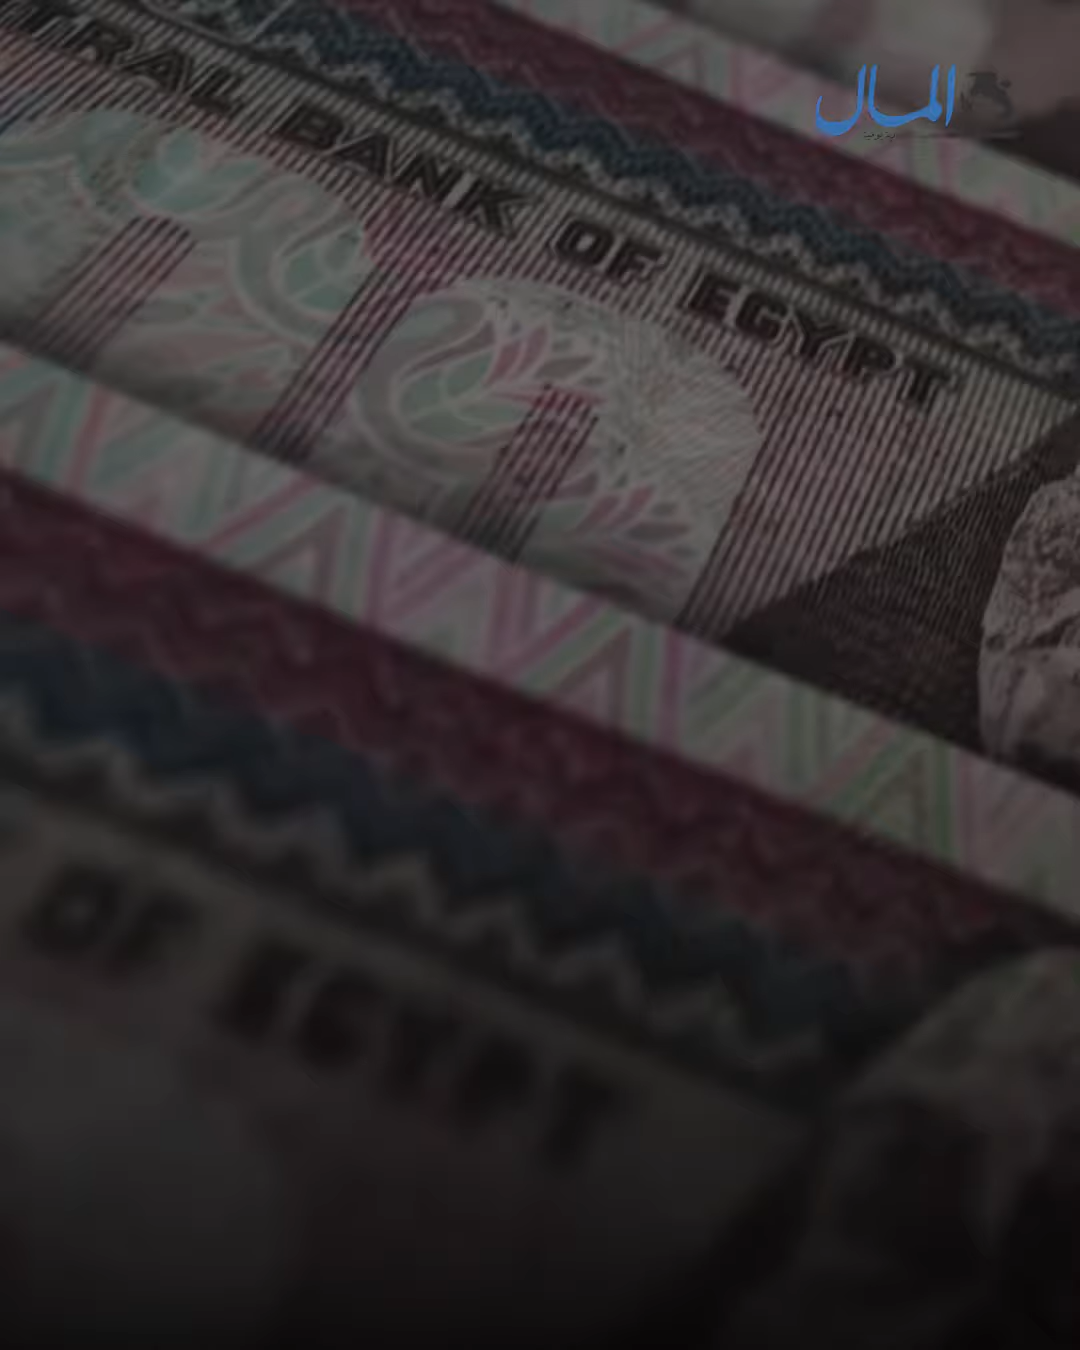 المال
TRAL BANK OF EGYPT
OF EGYPT